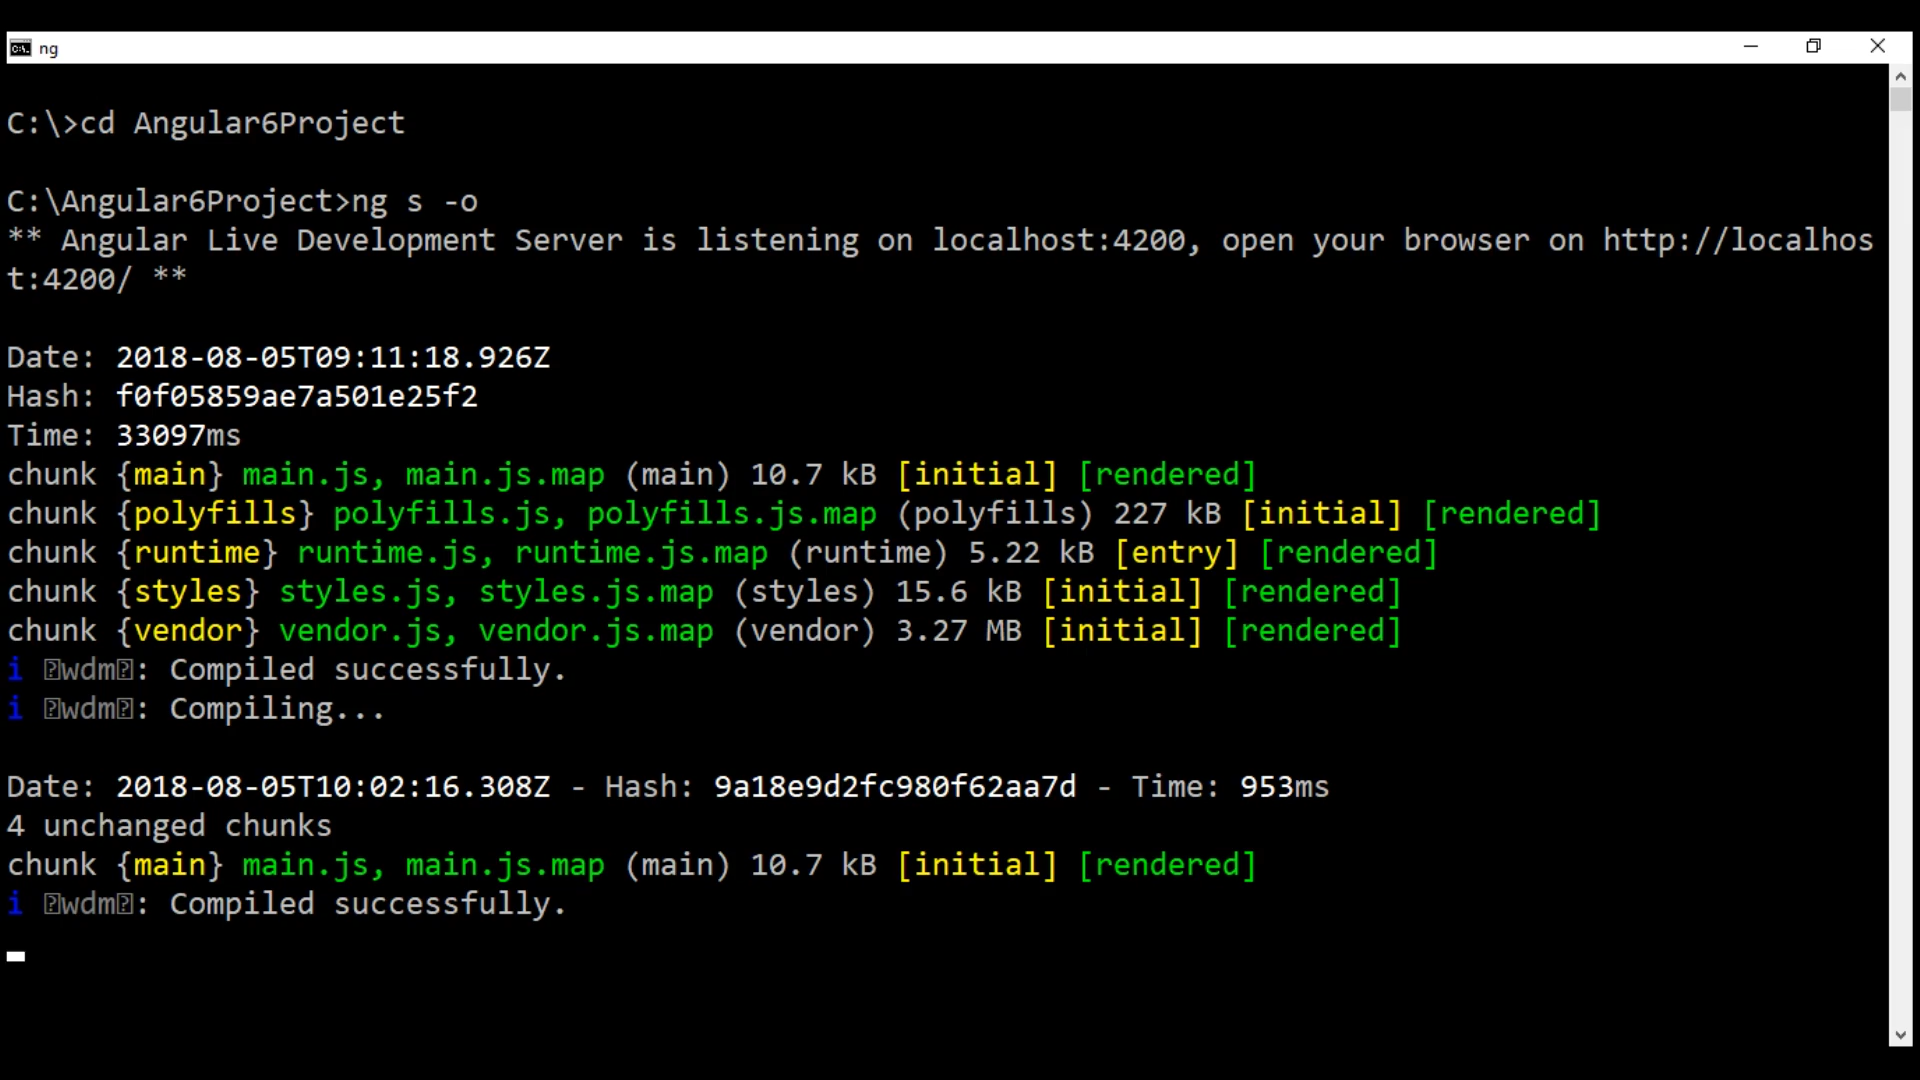 ng
C:\>cd Angular6Project
C:\Angular6Project>ng s -o
** Angular Live Development Server is listening on localhost:4200, open your browser on http://localhos
t:4200/ **
Date: 2018-08-05T09:11:18.926Z
Hash: f0f05859ae7a501e25f2
Time: 33097ms
chunk {main} main.js, main.js.map (main) 10.7 kB [initial] [rendered]
chunk {polyfills} polyfills.js, polyfills.js.map (polyfills) 227 kB [initial] [rendered]
chunk {runtime} runtime.js, runtime.js.map (runtime) 5.22 kB [entry] [rendered]
chunk {styles} styles.js, styles.js.map (styles) 15.6 kB [initial] [rendered]
chunk {vendor} vendor.js, vendor.js.map (vendor) 3.27 MB [initial] [rendered]
i ⍰wdm⍰: Compiled successfully.
i ⍰wdm⍰: Compiling...
Date: 2018-08-05T10:02:16.308Z - Hash: 9a18e9d2fc980f62aa7d - Time: 953ms
4 unchanged chunks
chunk {main} main.js, main.js.map (main) 10.7 kB [initial] [rendered]
i ⍰wdm⍰: Compiled successfully.